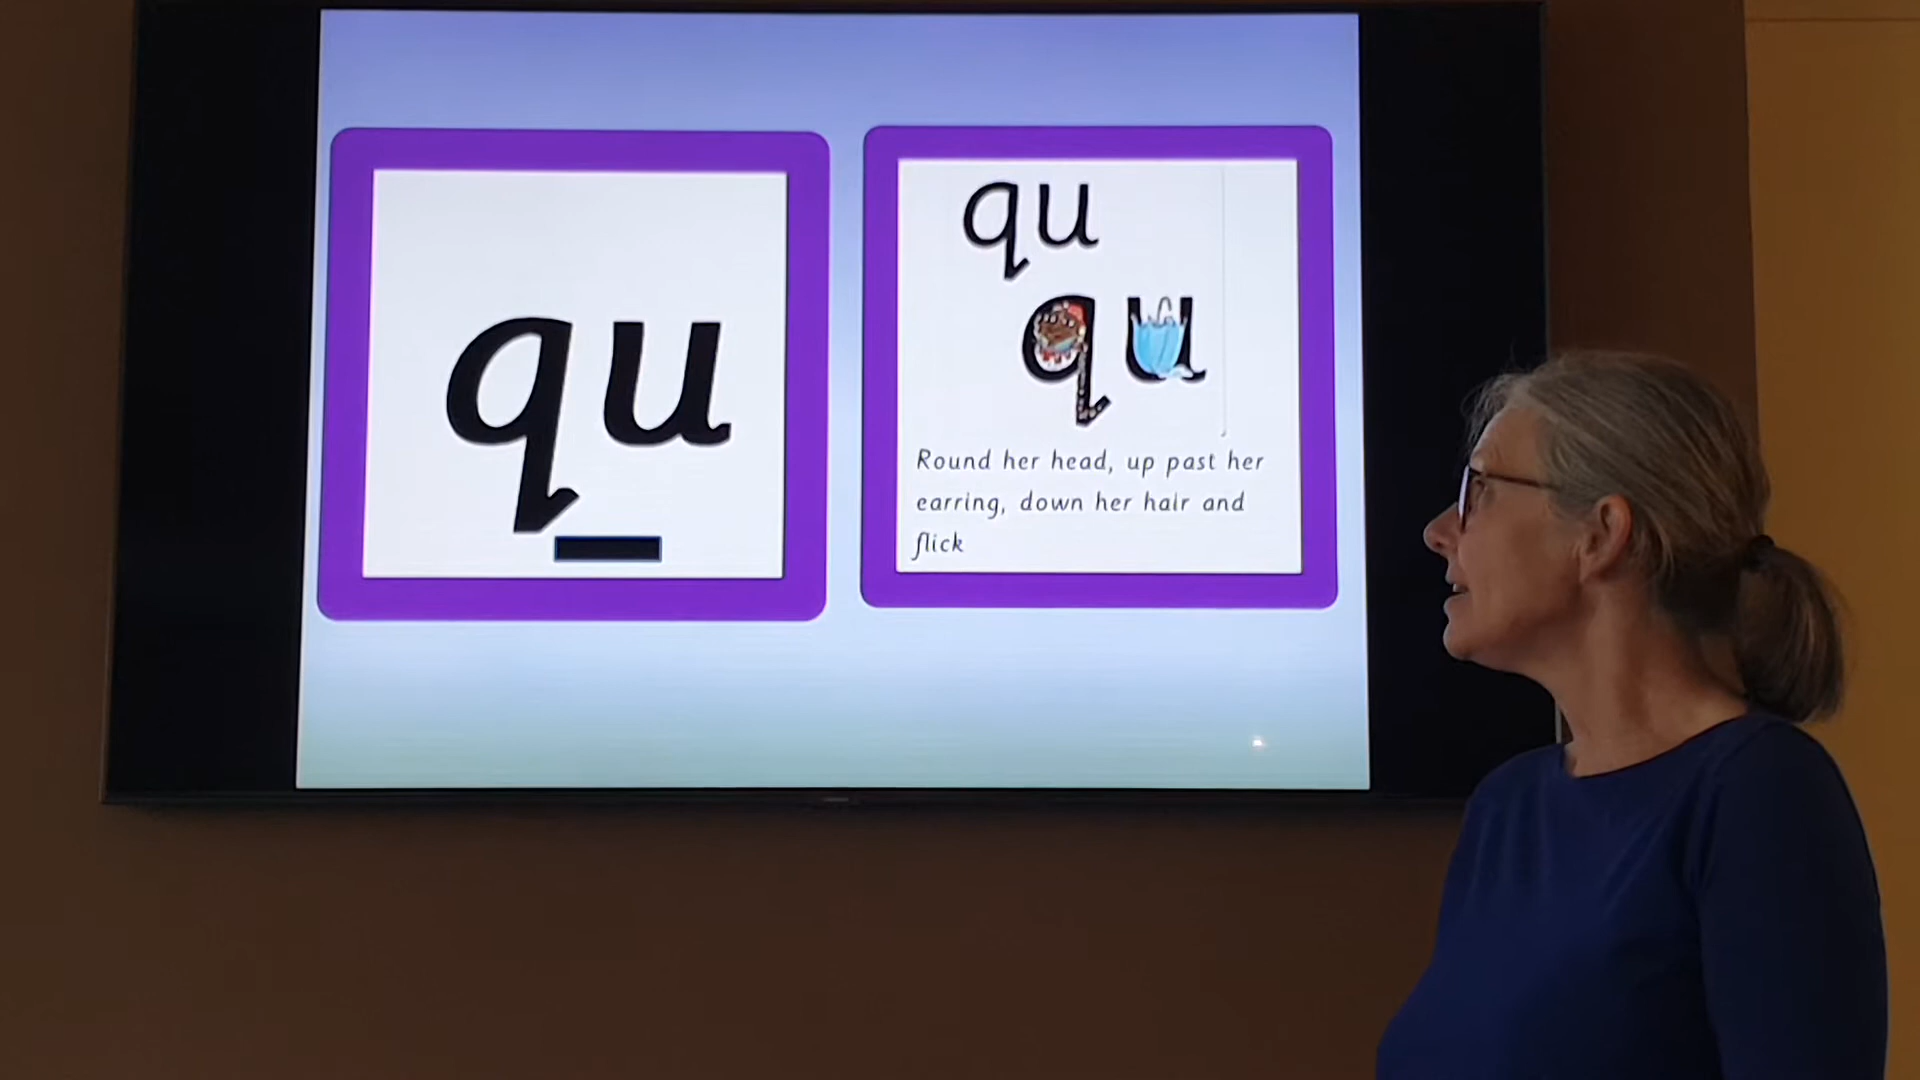 qu
qu
qu
Round her head, up past her
earring, down her hair and
flick